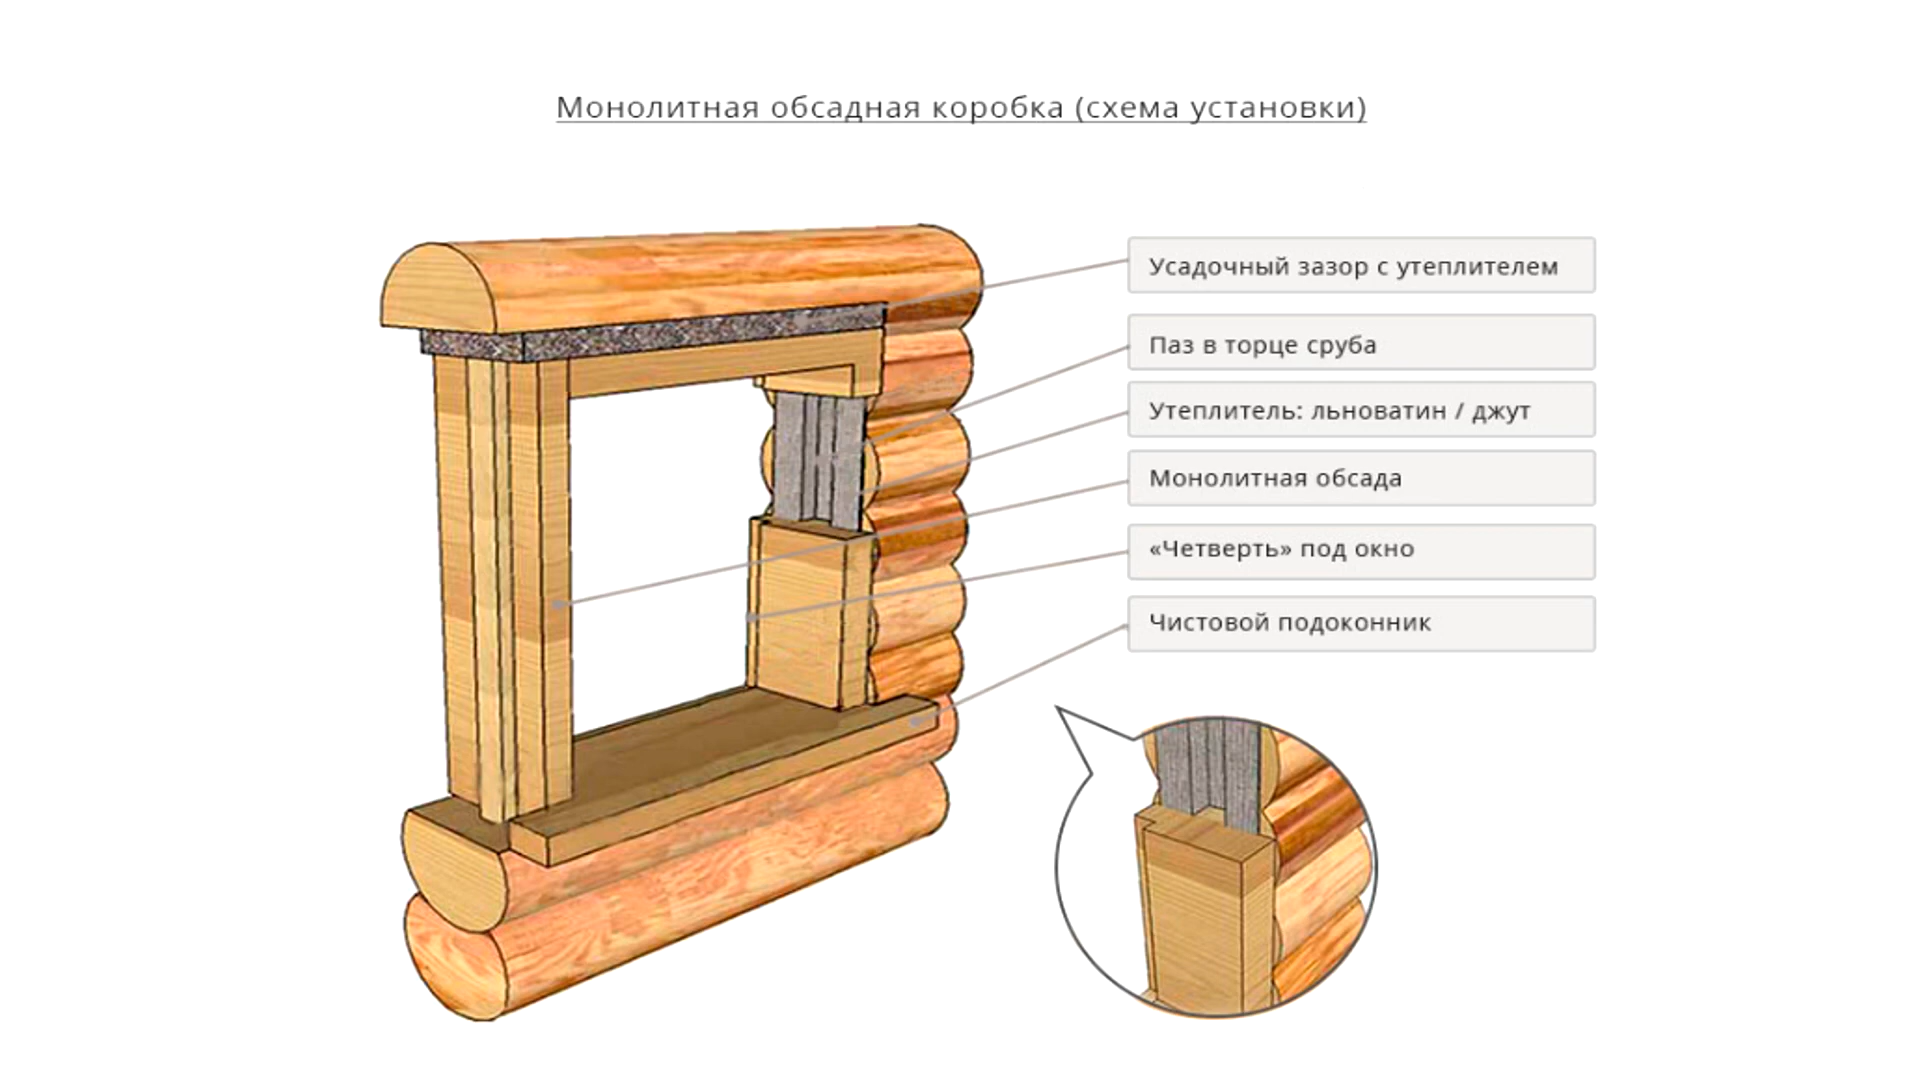 Монолитная обсадная коробка (схема установки)
Усадочный зазор с утеплителем
Паз в торце сруба
Утеплитель: льноватин / джут
Монолитная обсада
«Четверть» под окно
Чистовой подоконник